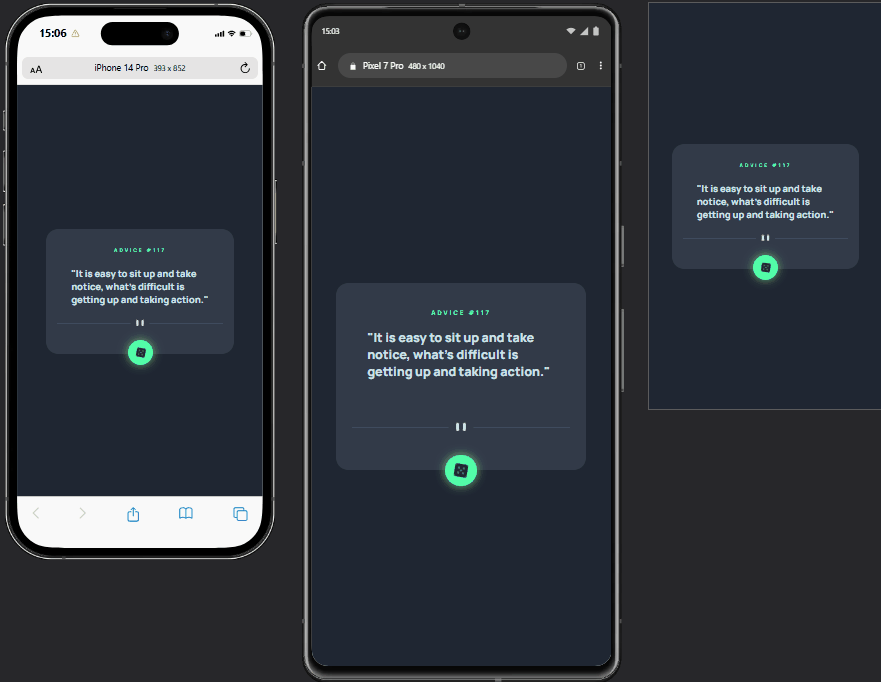 15:06
AA
iPhone 14 Pro 393 x 852
ADVICE #117
"It is easy to sit up and take
notice, what's difficult is
getting up and taking action."
15:03
Pixel 7 Pro 480 x 1040
1
ADVICE #117
"It is easy to sit up and take
notice, what's difficult is
getting up and taking action."
ADVICE #117
"It is easy to sit up and take
notice, what's difficult is
getting up and taking action."